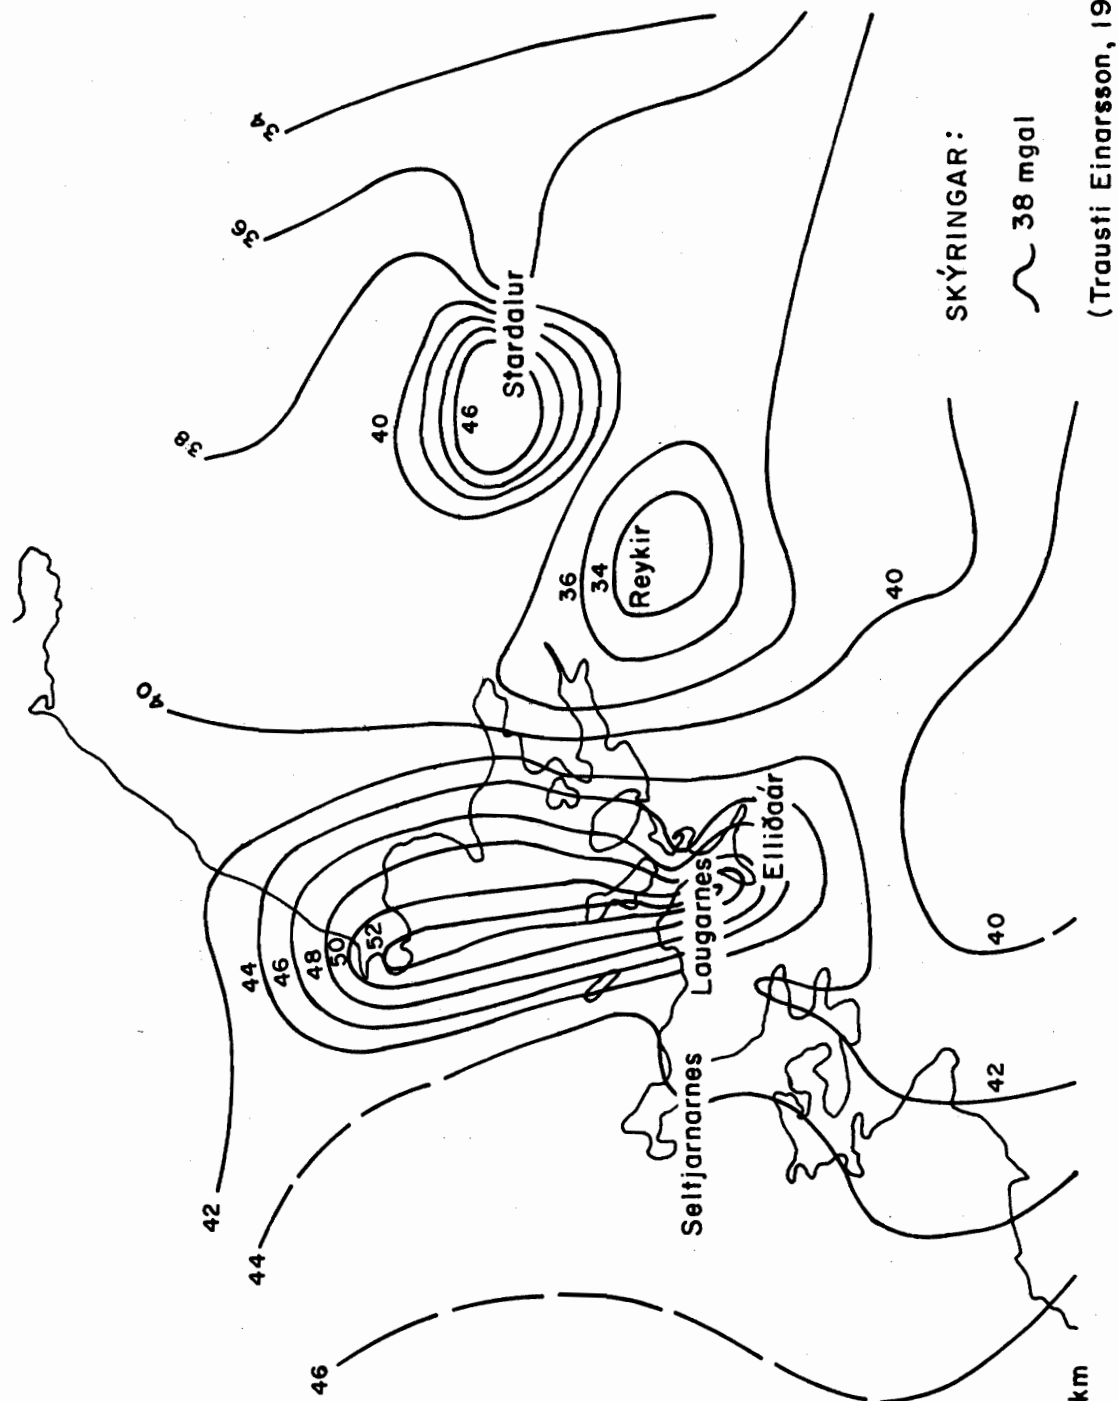 40
38
42
36
44
44
34
46
48
46
50
52
40
46
Stardalur
36
34
Reykir
Seltjarnarnes
Laugarnes
Elliðaár
40
SKÝRINGAR:
42
40
38 mgal
km
(Trausti Einarsson, 19